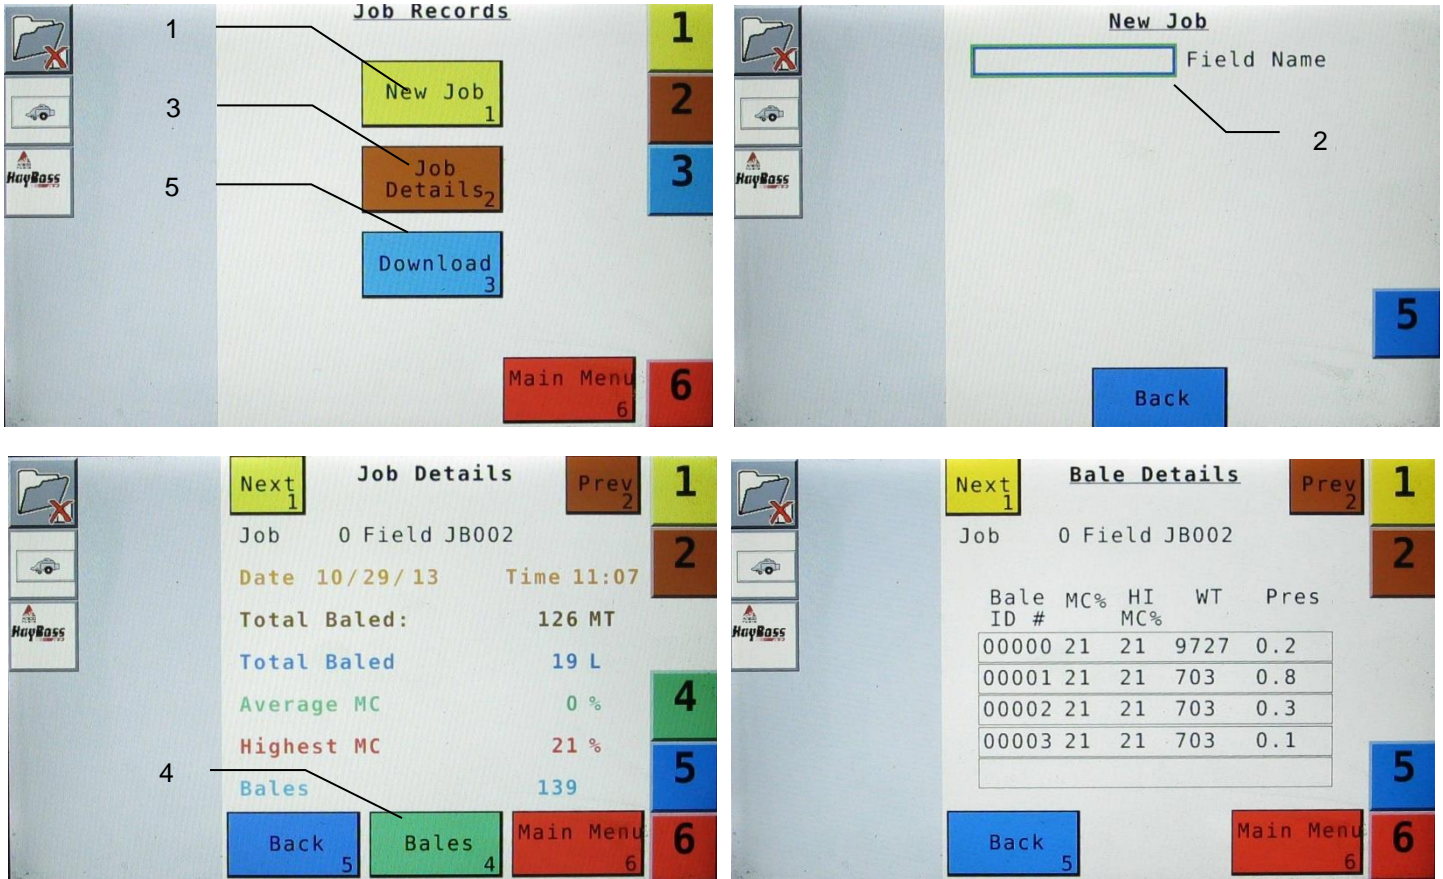 Job Records
1
1
New Job
1
3
2
Job
Details
2
5
3
Download
3
Main Menu
6
6
HayBoss
New Job
Field Name
2
5
Back
HayBoss
Next
1
Job Details
Prev
2
1
Job 0 Field JB002
2
Date 10/29/13 Time 11:07
Total Baled: 126 MT
Total Baled 19 L
Average MC 0 %
4
Highest MC 21 %
5
4
Bales 139
Back
5
Bales
4
Main Menu
6
6
HayBoss
Next
1
Bale Details
Prev
2
1
Job 0 Field JB002
2
Bale MC% HI WT Pres
ID # MC%
00000 21 21 9727 0.2
00001 21 21 703 0.8
00002 21 21 703 0.3
00003 21 21 703 0.1
5
Back
5
Main Menu
6
6
HayBoss